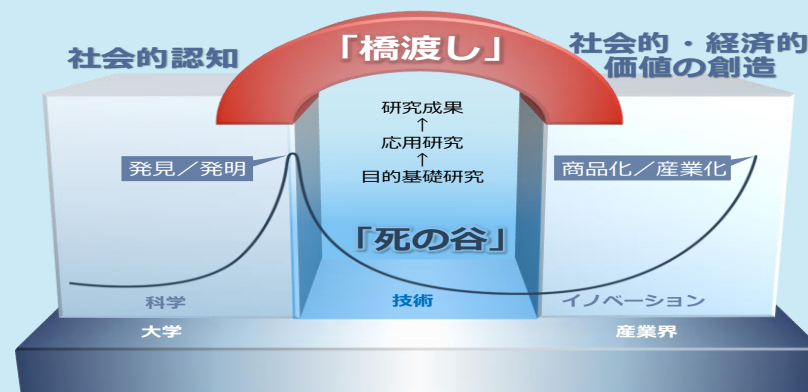 社会的認知
「橋渡し」
社会的・経済的
価値の創造
研究成果
↑
応用研究
↑
目的基礎研究
発見／発明
商品化／産業化
「死の谷」
科学
技術
イノベーション
大学
産業界